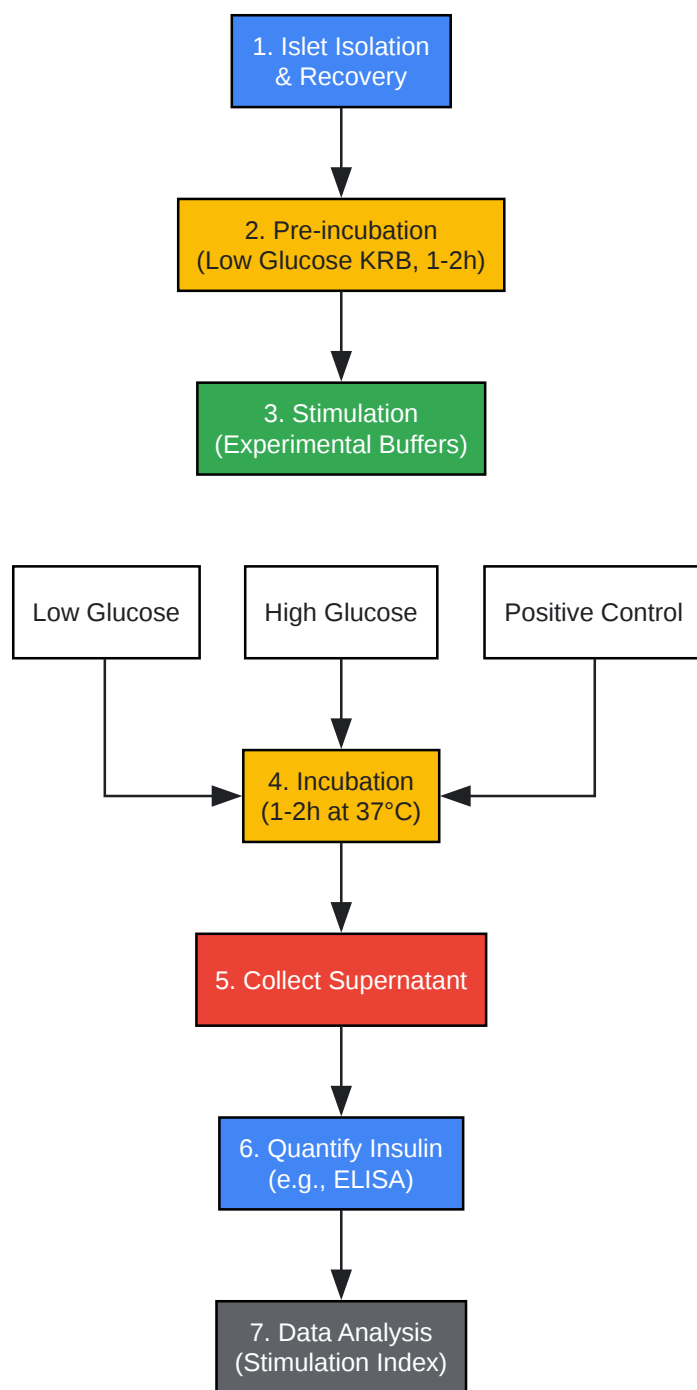 1. Islet Isolation
& Recovery
2. Pre-incubation
(Low Glucose KRB, 1-2h)
3. Stimulation
(Experimental Buffers)
Low Glucose
High Glucose
Positive Control
4. Incubation
(1-2h at 37°C)
5. Collect Supernatant
6. Quantify Insulin
(e.g., ELISA)
7. Data Analysis
(Stimulation Index)